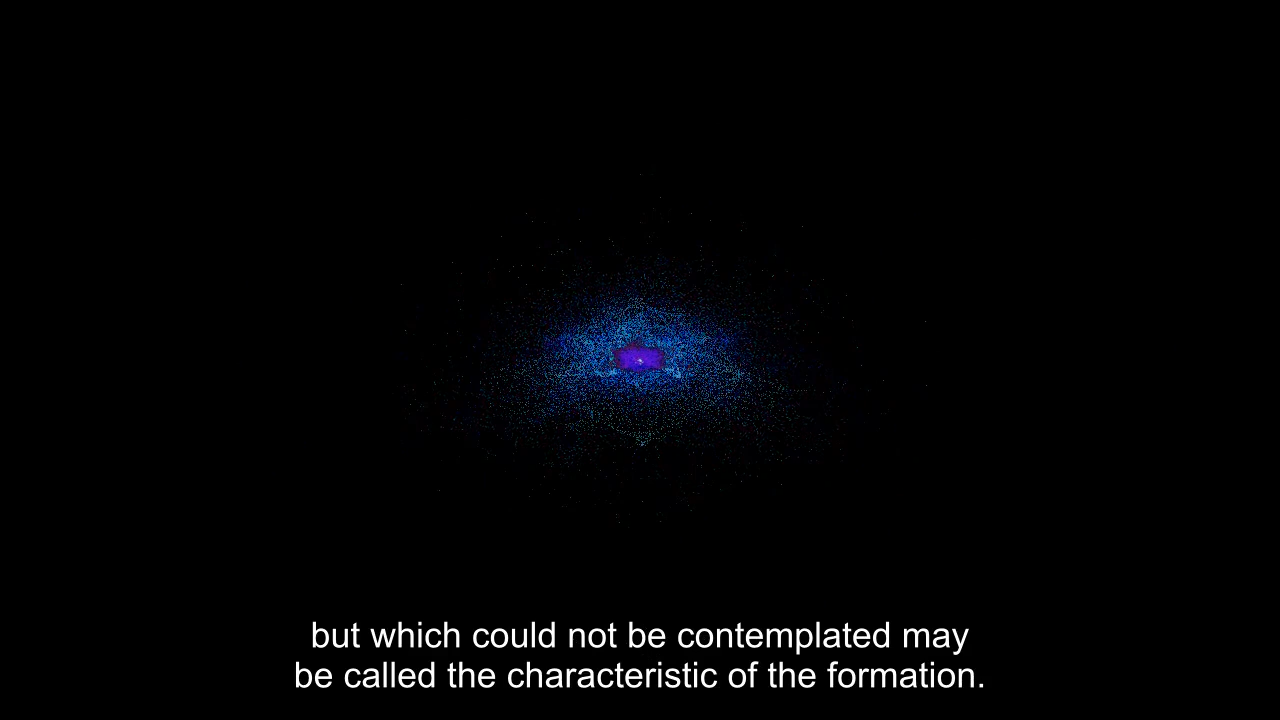 but which could not be contemplated may
be called the characteristic of the formation.